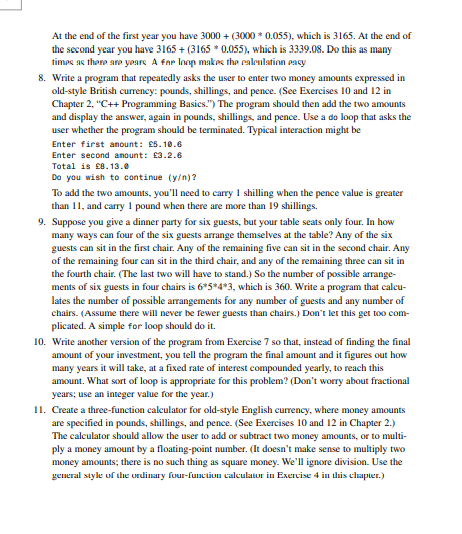 At the end of the first year you have 3000 + (3000 * 0.055), which is 3165. At the end of
the second year you have 3165 + (3165 * 0.055), which is 3339.08. Do this as many
times as there are years. A for loop makes the calculation easy.
8. Write a program that repeatedly asks the user to enter two money amounts expressed in
old-style British currency: pounds, shillings, and pence. (See Exercises 10 and 12 in
Chapter 2, “C++ Programming Basics.”) The program should then add the two amounts
and display the answer, again in pounds, shillings, and pence. Use a do loop that asks the
user whether the program should be terminated. Typical interaction might be
Enter first amount: £5.10.6
Enter second amount: £3.2.6
Total is £8.13.0
Do you wish to continue (y/n)?
To add the two amounts, you’ll need to carry 1 shilling when the pence value is greater
than 11, and carry 1 pound when there are more than 19 shillings.
9. Suppose you give a dinner party for six guests, but your table seats only four. In how
many ways can four of the six guests arrange themselves at the table? Any of the six
guests can sit in the first chair. Any of the remaining five can sit in the second chair. Any
of the remaining four can sit in the third chair, and any of the remaining three can sit in
the fourth chair. (The last two will have to stand.) So the number of possible arrange-
ments of six guests in four chairs is 6*5*4*3, which is 360. Write a program that calcu-
lates the number of possible arrangements for any number of guests and any number of
chairs. (Assume there will never be fewer guests than chairs.) Don’t let this get too com-
plicated. A simple for loop should do it.
10. Write another version of the program from Exercise 7 so that, instead of finding the final
amount of your investment, you tell the program the final amount and it figures out how
many years it will take, at a fixed rate of interest compounded yearly, to reach this
amount. What sort of loop is appropriate for this problem? (Don’t worry about fractional
years; use an integer value for the year.)
11. Create a three-function calculator for old-style English currency, where money amounts
are specified in pounds, shillings, and pence. (See Exercises 10 and 12 in Chapter 2.)
The calculator should allow the user to add or subtract two money amounts, or to multi-
ply a money amount by a floating-point number. (It doesn’t make sense to multiply two
money amounts; there is no such thing as square money. We’ll ignore division. Use the
general style of the ordinary four-function calculator in Exercise 4 in this chapter.)